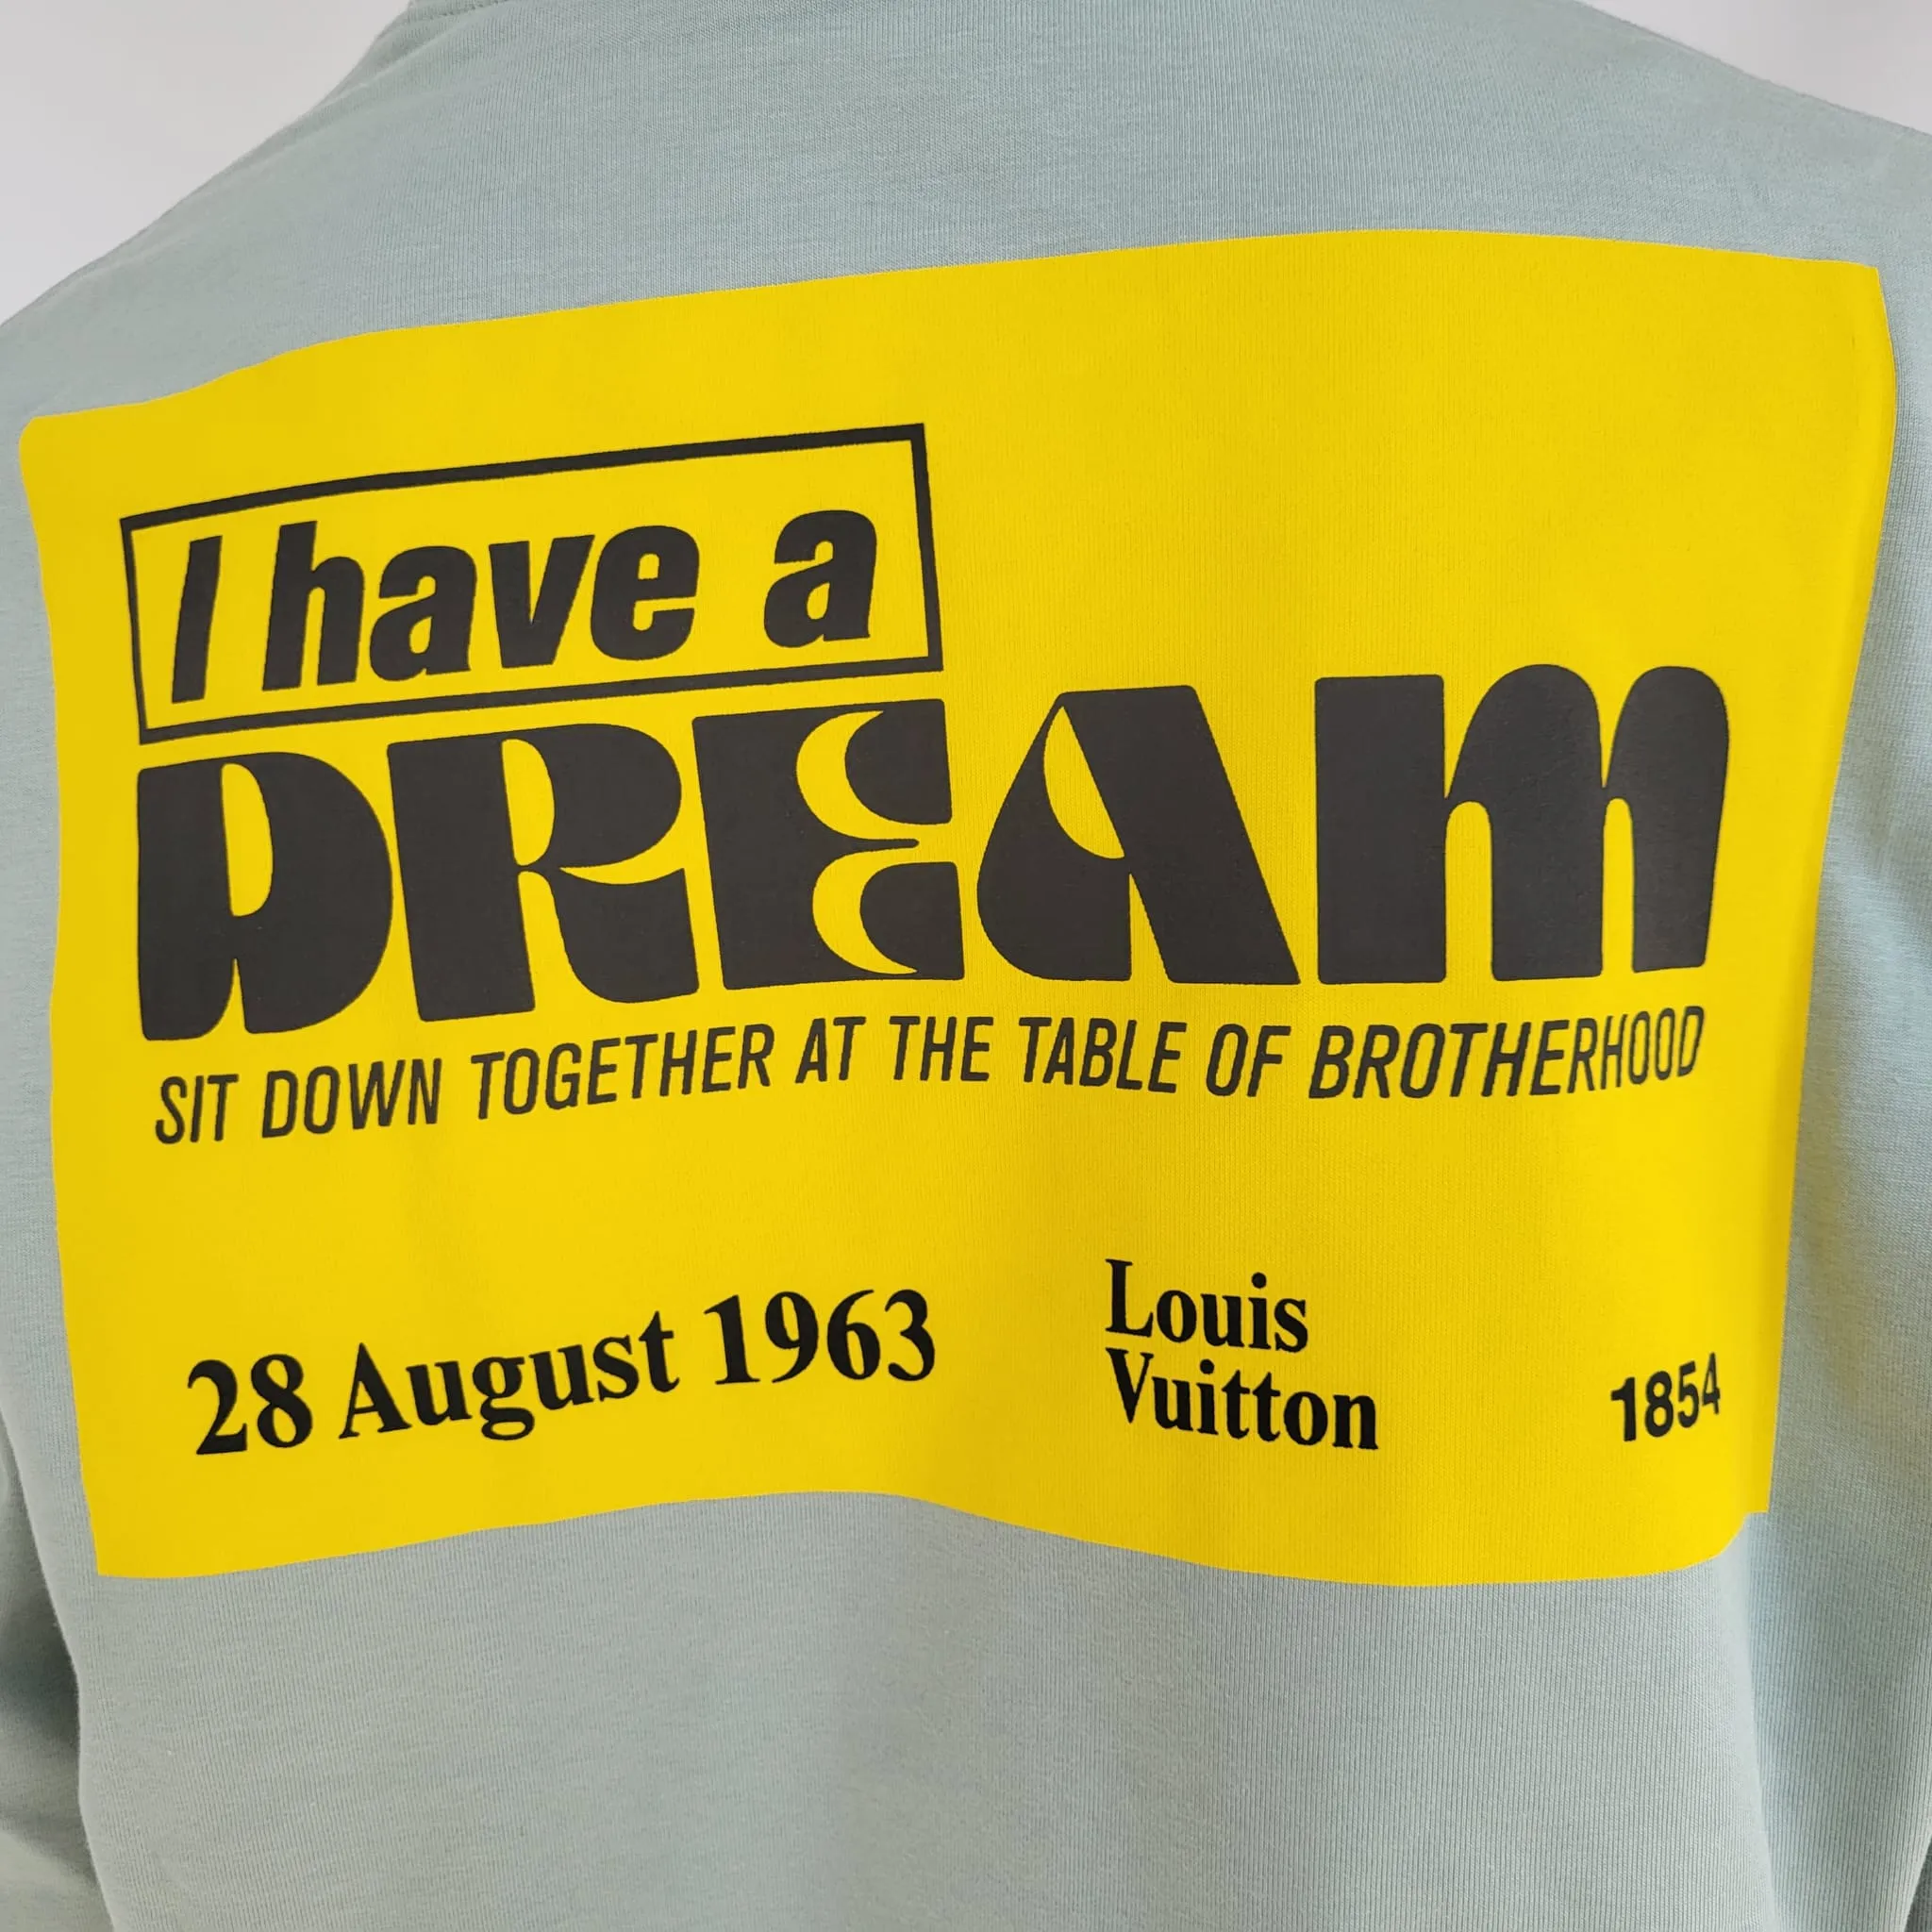 I have a
DREAM
SIT DOWN TOGETHER AT THE TABLE OF BROTHERHOOD
28 August 1963
Louis
Vuitton
1854